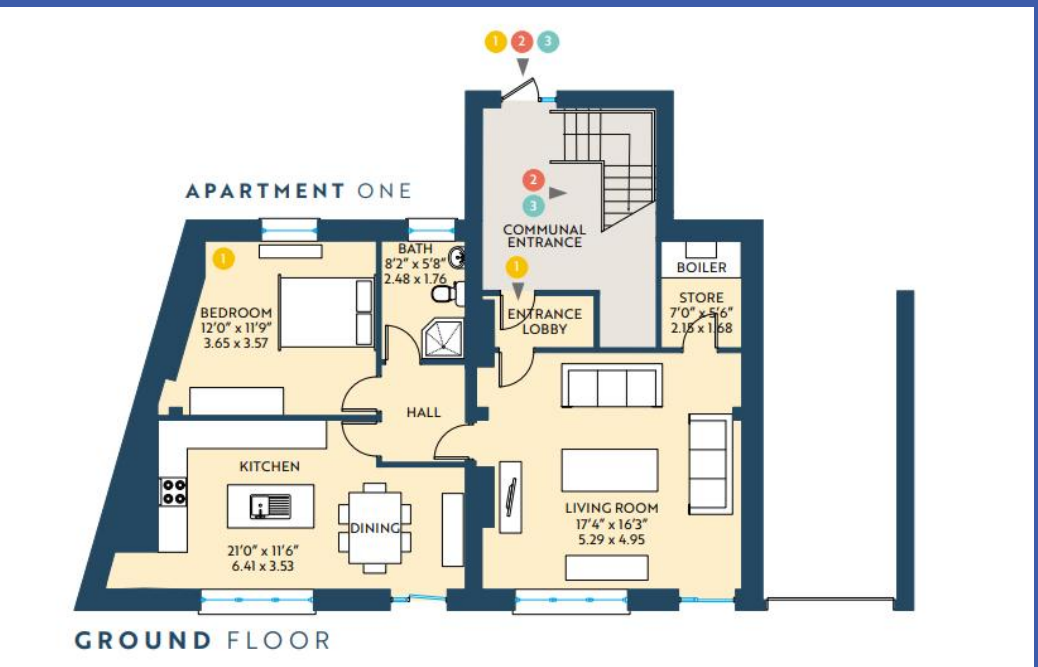 1 2 3
APARTMENT ONE
2
3
COMMUNAL
ENTRANCE
1
BATH
8'2" x 5'8"
2.48 x 1.76
1
BOILER
BEDROOM
12'0" x 11'9"
3.65 x 3.57
ENTRANCE
LOBBY
STORE
7'0" x 5'6"
2.15 x 1.68
HALL
KITCHEN
DINING
21'0" x 11'6"
6.41 x 3.53
LIVING ROOM
17'4" x 16'3"
5.29 x 4.95
GROUND FLOOR